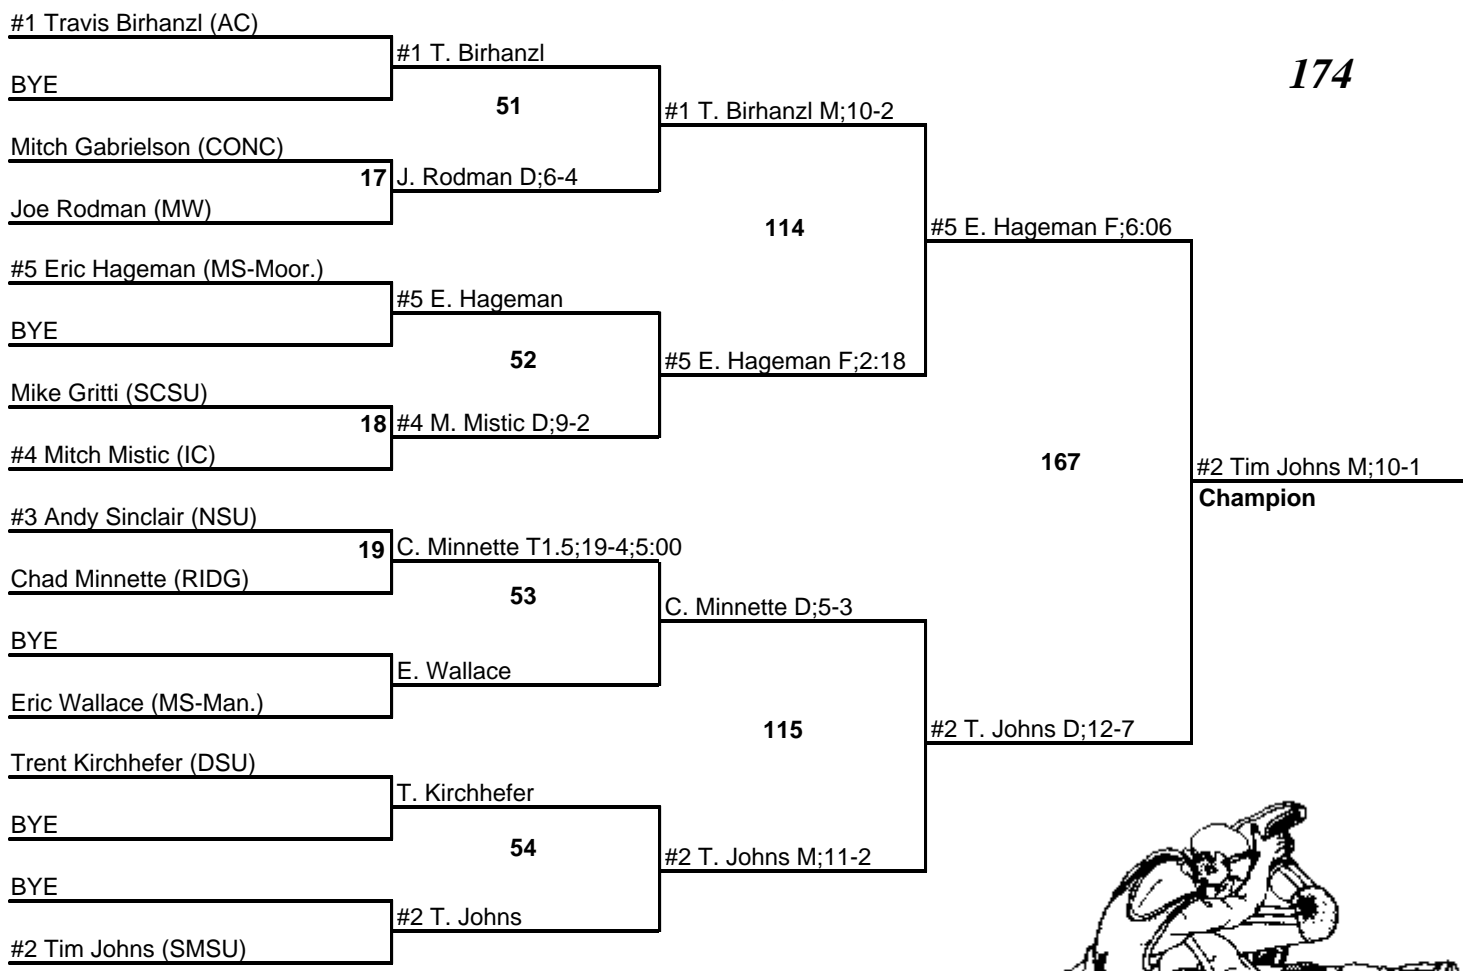 #1 Travis Birhanzl (AC)
#1 T. Birhanzl
174
BYE
51
#1 T. Birhanzl M;10-2
Mitch Gabrielson (CONC)
17
J. Rodman D;6-4
Joe Rodman (MW)
114
#5 E. Hageman F;6:06
#5 Eric Hageman (MS-Moor.)
#5 E. Hageman
BYE
52
#5 E. Hageman F;2:18
Mike Gritti (SCSU)
18
#4 M. Mistic D;9-2
#4 Mitch Mistic (IC)
167
#2 Tim Johns M;10-1
Champion
#3 Andy Sinclair (NSU)
19
C. Minnette T1.5;19-4;5:00
Chad Minnette (RIDG)
53
C. Minnette D;5-3
BYE
E. Wallace
Eric Wallace (MS-Man.)
115
#2 T. Johns D;12-7
Trent Kirchhefer (DSU)
T. Kirchhefer
BYE
54
#2 T. Johns M;11-2
BYE
#2 T. Johns
#2 Tim Johns (SMSU)